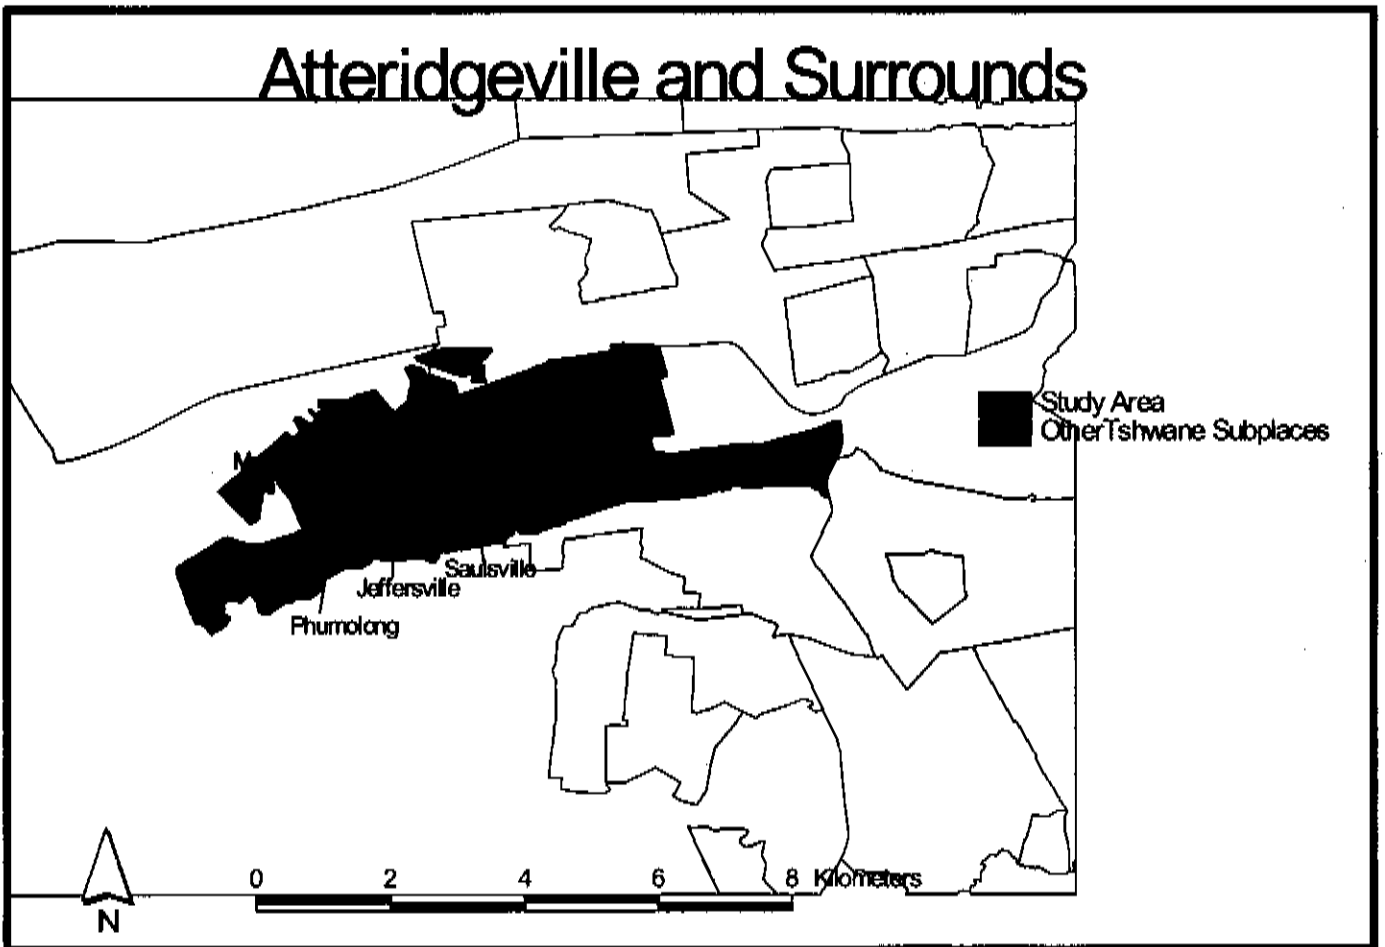 Atteridgeville and Surrounds
Study Area
OtherTshwane Subplaces
M
Saulsville
Jeffersville
Phumolong
0 2 4 6 8 Kilometers
N